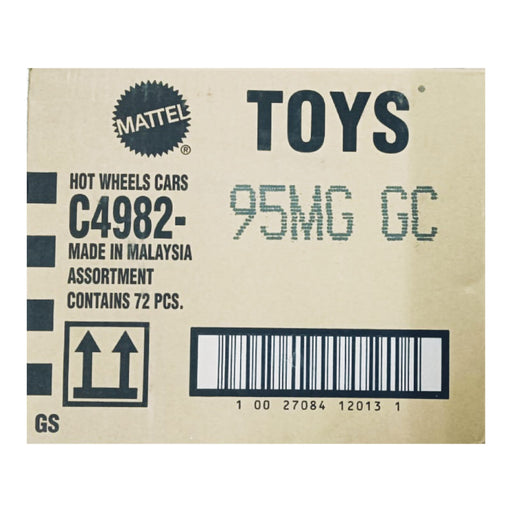 MATTEL
®
TOYS
HOT WHEELS CARS
C4982-
95MG GC
MADE IN MALAYSIA
ASSORTMENT
CONTAINS 72 PCS.
1 00 27084 12013 1
GS